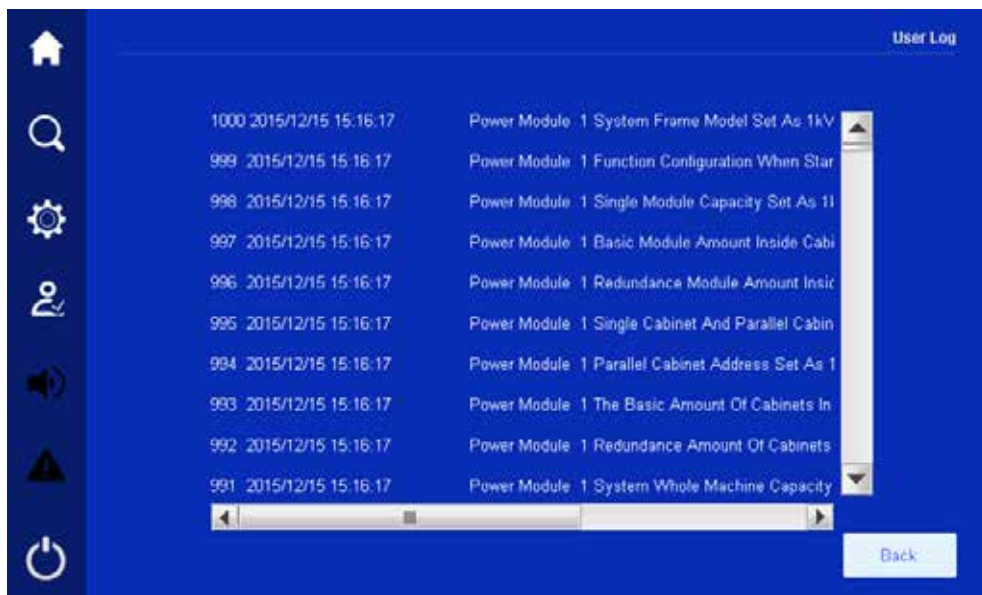 User Log
1000 2015/12/15 15:16:17 Power Module 1 System Frame Model Set As 1kV
999 2015/12/15 15:16:17 Power Module 1 Function Configuration When Star
998 2015/12/15 15:16:17 Power Module 1 Single Module Capacity Set As
997 2015/12/15 15:16:17 Power Module 1 Basic Module Amount Inside Cabi
996 2015/12/15 15:16:17 Power Module 1 Redundance Module Amount Insid
995 2015/12/15 15:16:17 Power Module 1 Single Cabinet And Parallel Cabin
994 2015/12/15 15:16:17 Power Module 1 Parallel Cabinet Address Set As 1
993 2015/12/15 15:16:17 Power Module 1 The Basic Amount Of Cabinets In
992 2015/12/15 15:16:17 Power Module 1 Redundance Amount Of Cabinets
991 2015/12/15 15:16:17 Power Module 1 System Whole Machine Capacity
Back